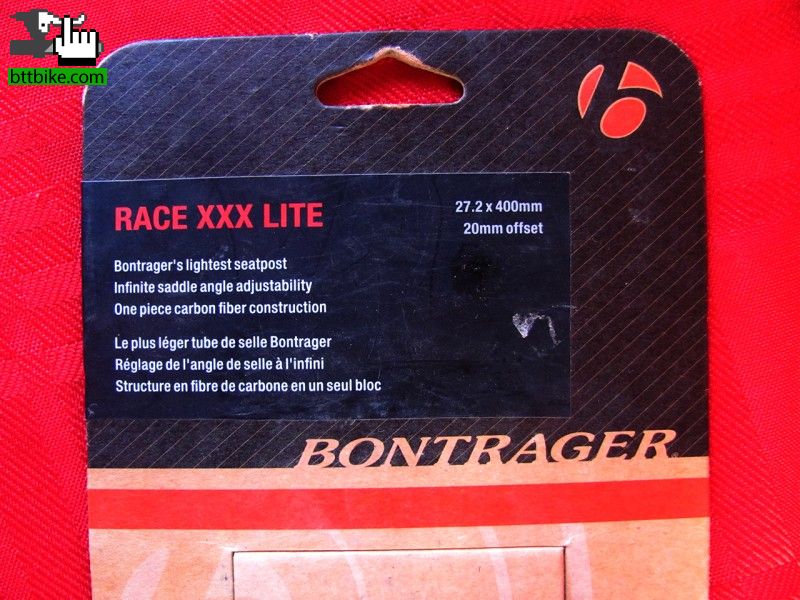 bttbike.com
RACE XXX LITE
27.2 x 400mm
20mm offset
Bontrager's lightest seatpost
Infinite saddle angle adjustability
One piece carbon fiber construction
Le plus léger tube de selle Bontrager
Réglage de l'angle de selle à l'infini
Structure en fibre de carbone en un seul bloc
BONTRAGER